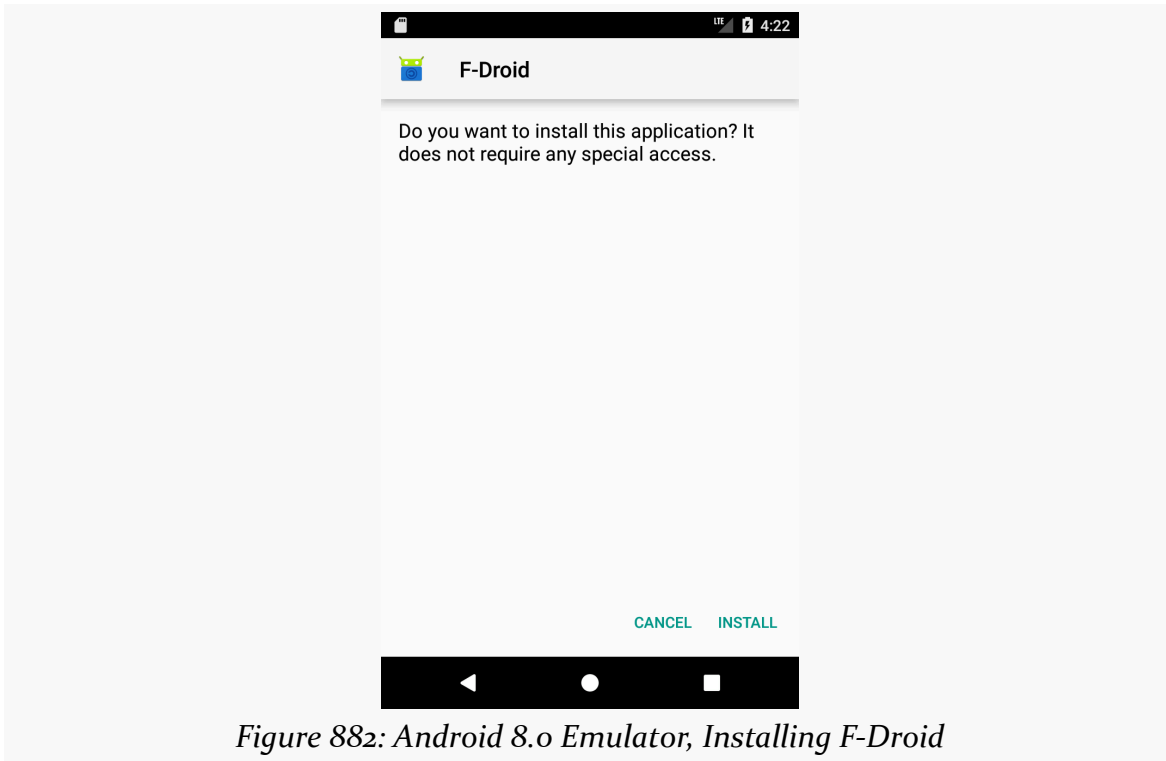 LTE 4:22
F-Droid
Do you want to install this application? It
does not require any special access.
CANCEL INSTALL
Figure 882: Android 8.0 Emulator, Installing F-Droid